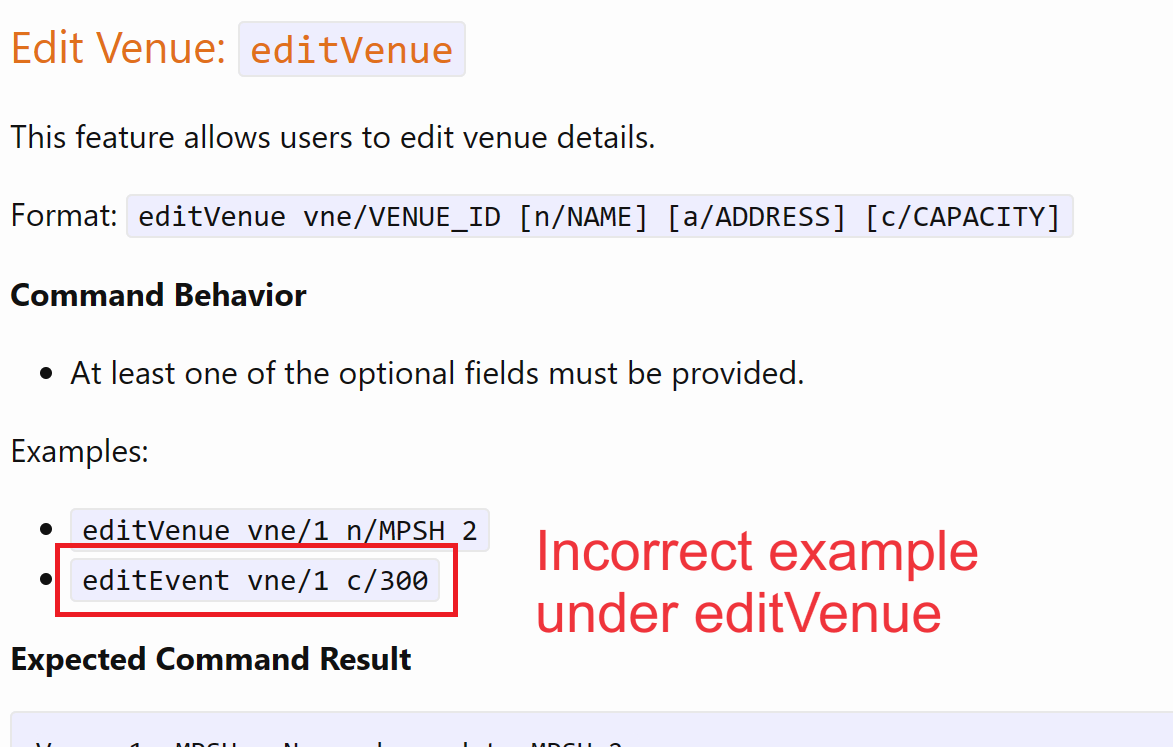 Edit Venue: editVenue
This feature allows users to edit venue details.
Format: editVenue vne/VENUE_ID [n/NAME] [a/ADDRESS] [c/CAPACITY]
Command Behavior
At least one of the optional fields must be provided.
Examples:
editVenue vne/1 n/MPSH 2
editEvent vne/1 c/300
Incorrect example
under editVenue
Expected Command Result